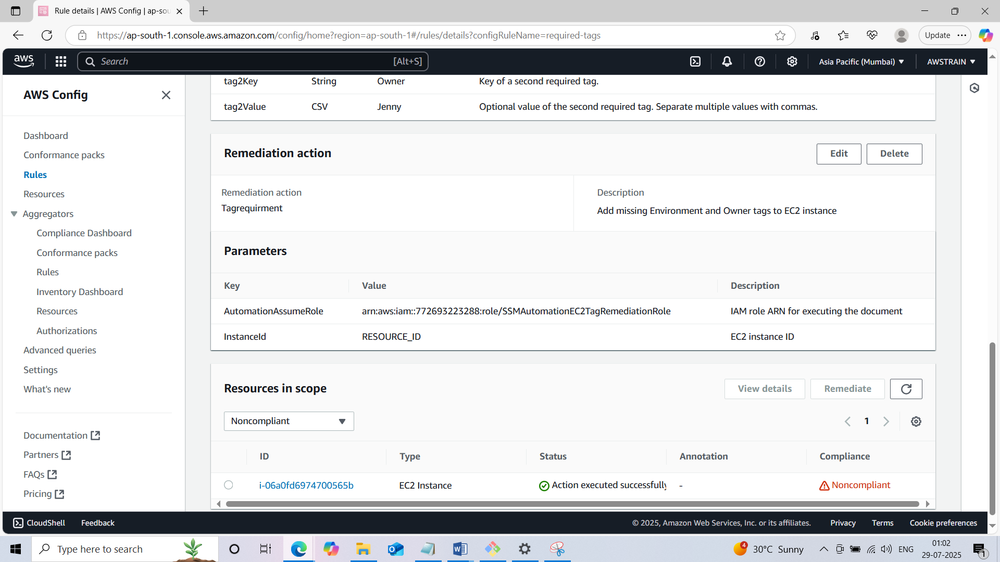 Rule details | AWS Config | ap-sou
https://ap-south-1.console.aws.amazon.com/config/home?region=ap-south-1#/rules/details?configRuleName=required-tags
Update
aws
Search
[Alt+S]
Asia Pacific (Mumbai)
AWSTRAIN
AWS Config
Dashboard
Conformance packs
Rules
Resources
Aggregators
Compliance Dashboard
Conformance packs
Rules
Inventory Dashboard
Resources
Authorizations
Advanced queries
Settings
What's new
Documentation
Partners
FAQs
Pricing
tag2Key String Owner Key of a second required tag.
tag2Value CSV Jenny Optional value of the second required tag. Separate multiple values with commas.
Remediation action
Edit
Delete
Remediation action
Tagrequirment
Description
Add missing Environment and Owner tags to EC2 instance
Parameters
Key Value Description
AutomationAssumeRole arn:aws:iam::772693223288:role/SSMAutomationEC2TagRemediationRole IAM role ARN for executing the document
InstanceId RESOURCE_ID EC2 instance ID
Resources in scope
View details
Remediate
Noncompliant
1
ID Type Status Annotation Compliance
i-06a0fd6974700565b EC2 Instance Action executed successfully - Noncompliant
CloudShell
Feedback
© 2025, Amazon Web Services, Inc. or its affiliates.
Privacy
Terms
Cookie preferences
Type here to search
4
30°C Sunny
ENG
01:02
29-07-2025
1